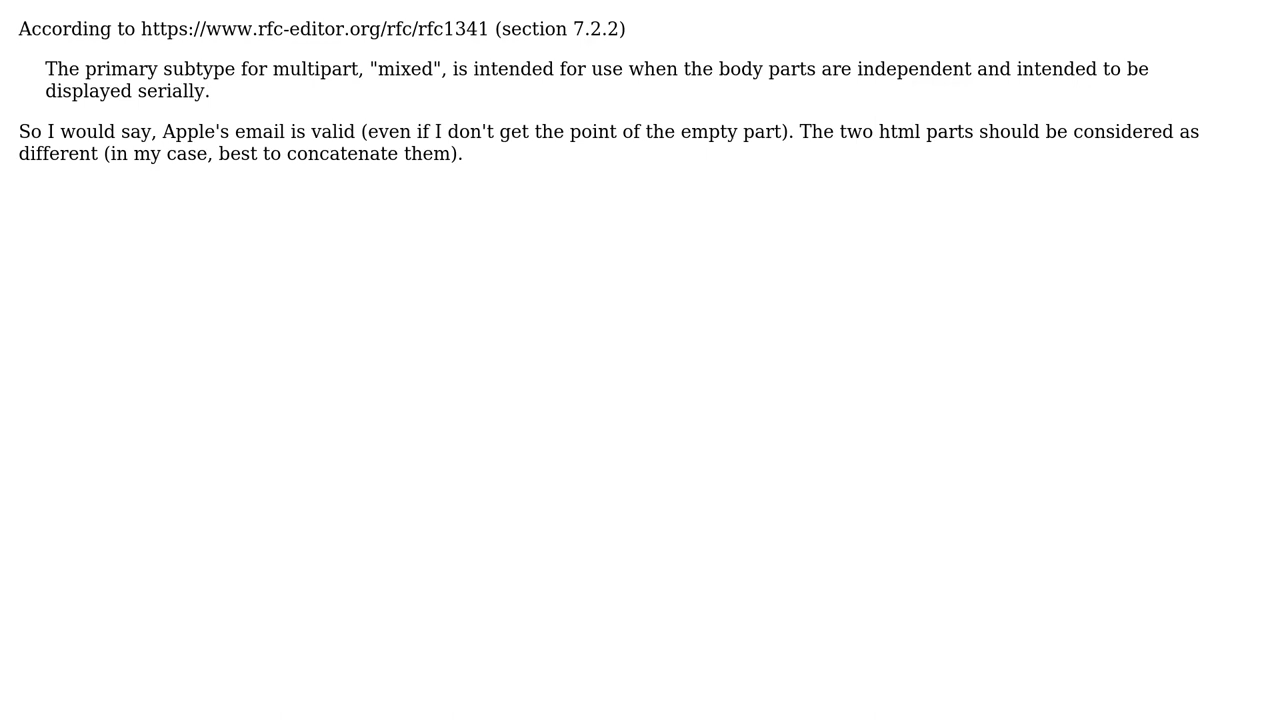 According to https://www.rfc-editor.org/rfc/rfc1341 (section 7.2.2)
The primary subtype for multipart, "mixed", is intended for use when the body parts are independent and intended to be
displayed serially.
So I would say, Apple's email is valid (even if I don't get the point of the empty part). The two html parts should be considered as
different (in my case, best to concatenate them).